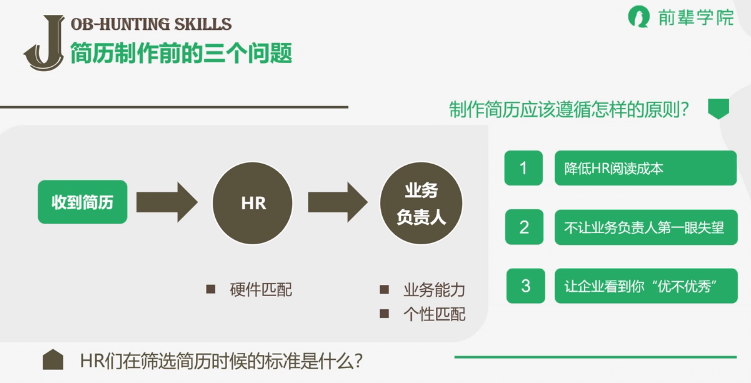 JOB-HUNTING SKILLS
简历制作前的三个问题
前辈学院
制作简历应该遵循怎样的原则?
收到简历
HR
业务
负责人
硬件匹配
业务能力
个性匹配
1
降低HR阅读成本
2
不让业务负责人第一眼失望
3
让企业看到你“优不优秀”
HR们在筛选简历时候的标准是什么?